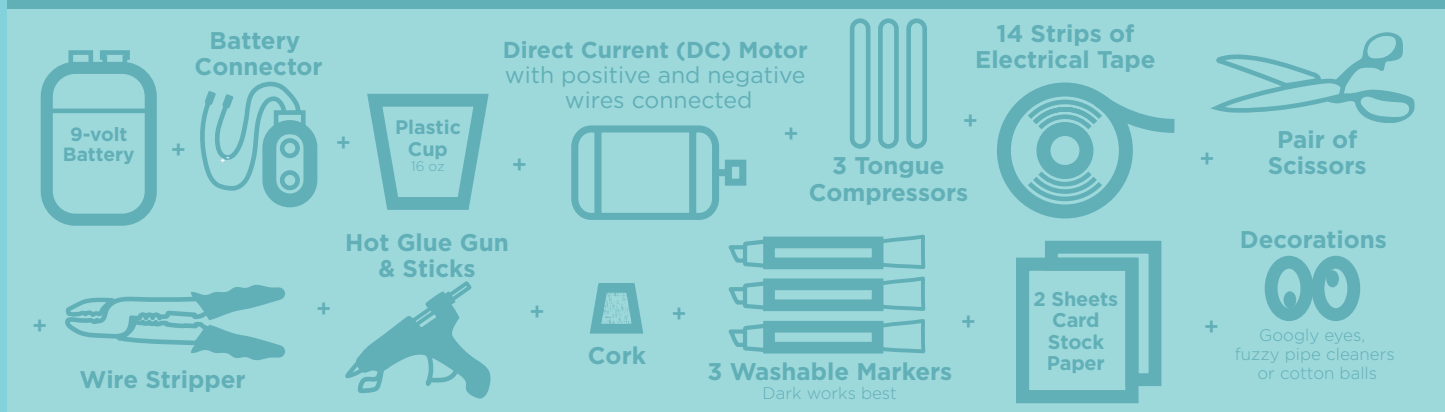 9-volt
Battery
+
Battery
Connector
+
Plastic
Cup
16 oz
+
Direct Current (DC) Motor
with positive and negative
wires connected
+
3 Tongue
Compressors
+
14 Strips of
Electrical Tape
+
Pair of
Scissors
+
Wire Stripper
+
Hot Glue Gun
& Sticks
+
Cork
+
3 Washable Markers
Dark works best
+
2 Sheets
Card
Stock
Paper
+
Decorations
Googly eyes,
fuzzy pipe cleaners
or cotton balls